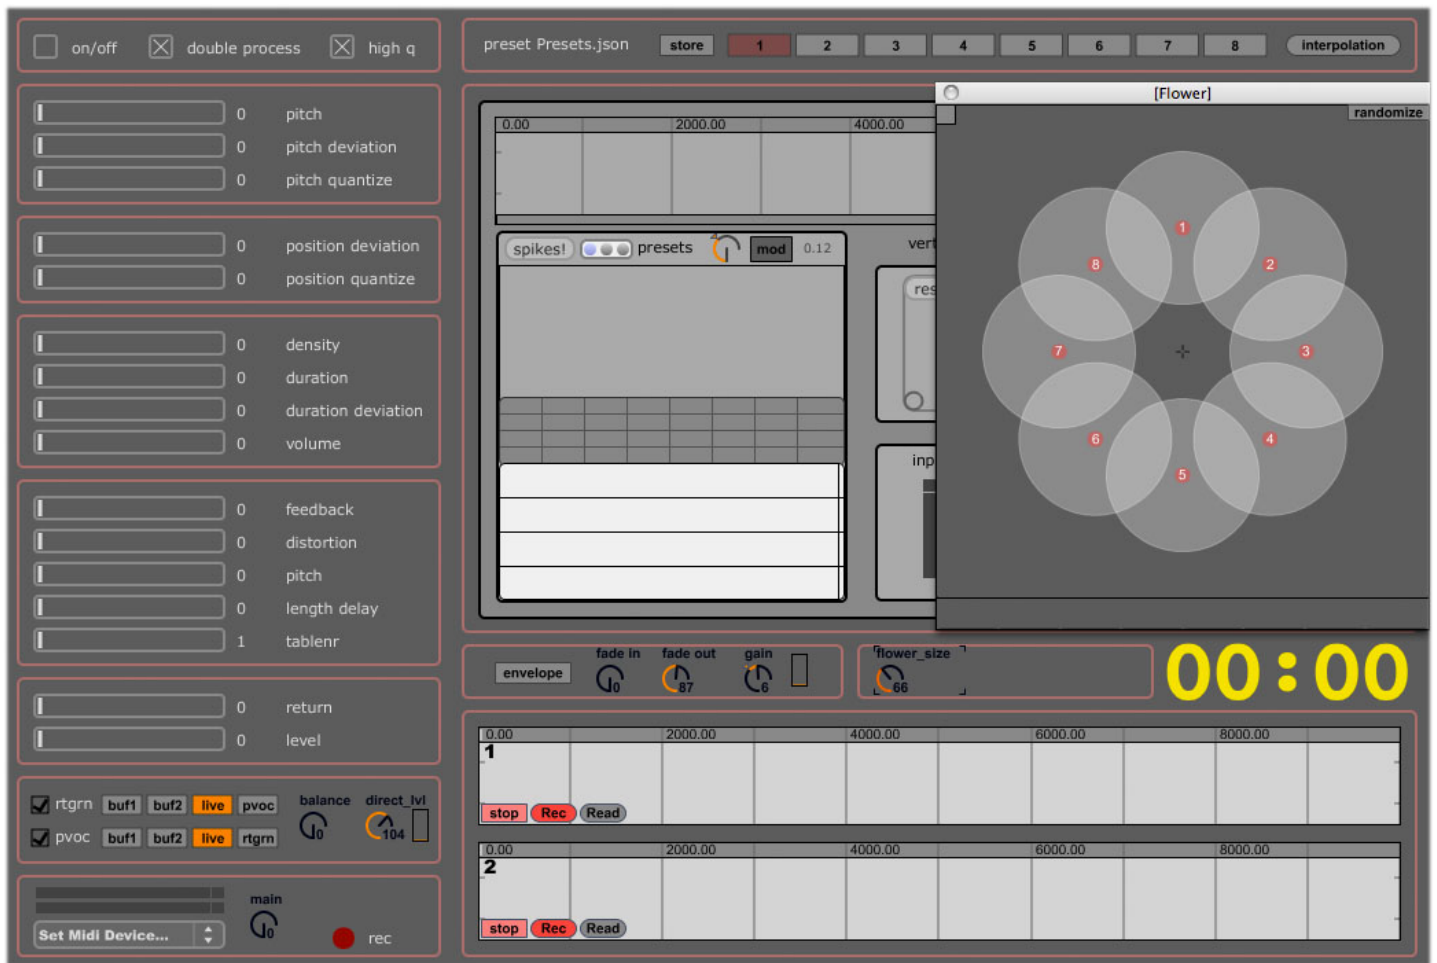 on/off double process high q
preset Presets.json store 1 2 3 4 5 6 7 8 interpolation
0 pitch
0 pitch deviation
0 pitch quantize
0 position deviation
0 position quantize
0 density
0 duration
0 duration deviation
0 volume
0 feedback
0 distortion
0 pitch
0 length delay
1 tablenr
0 return
0 level
rtgrn buf1 buf2 live pvoc
pvoc buf1 buf2 live rtgrn
balance direct_lvl
0 104
main
0
Set Midi Device...
rec
0.00 2000.00 4000.00
spikes! presets mod 0.12
vert
res
inp
[Flower]
randomize
1
2
3
4
5
6
7
8
envelope
fade in fade out gain
0 87 6
flower_size
66
00:00
0.00 2000.00 4000.00 6000.00 8000.00
1
stop Rec Read
0.00 2000.00 4000.00 6000.00 8000.00
2
stop Rec Read